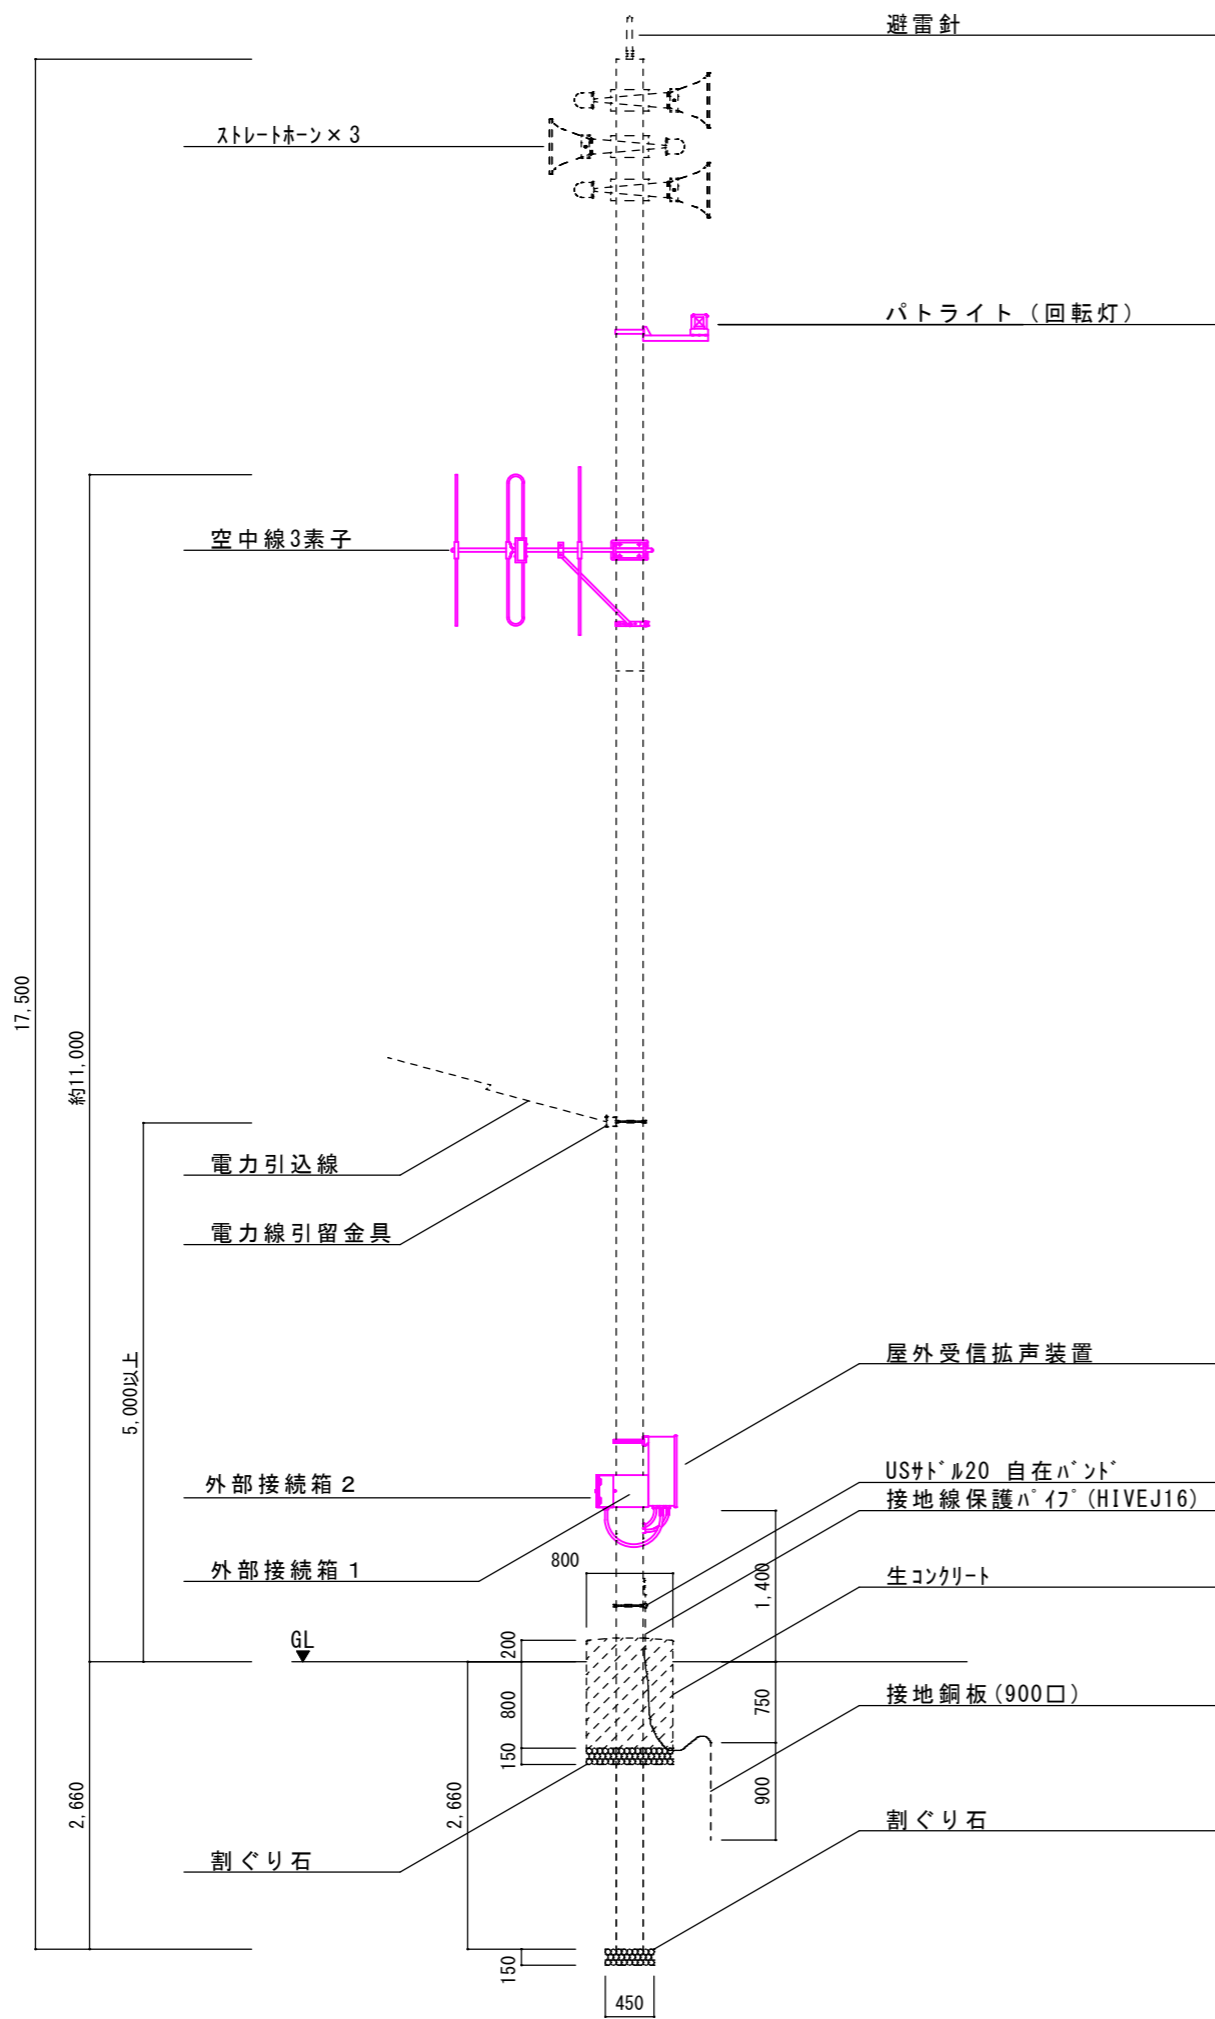 避雷針
ストレートホーン×3
パトライト（回転灯）
空中線3素子
17,500
約11,000
電力引込線
電力線引留金具
5,000以上
屋外受信拡声装置
外部接続箱２
USｻﾄﾞﾙ20 自在ﾊﾞﾝﾄﾞ
接地線保護ﾊﾟｲﾌﾟ(HIVEJ16)
外部接続箱１
800
1,400
生ｺﾝｸﾘｰﾄ
GL
200
800
750
接地銅板(900口)
150
2,660
2,660
900
割ぐり石
割ぐり石
150
450